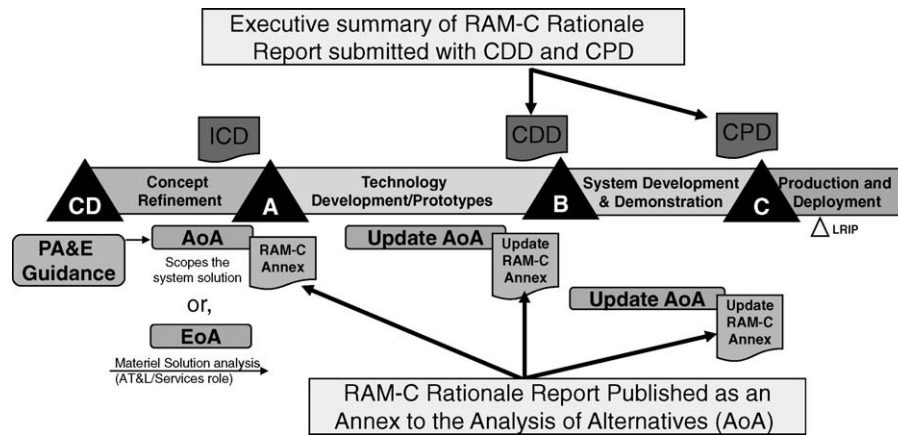 Executive summary of RAM-C Rationale
Report submitted with CDD and CPD
ICD
CDD
CPD
CD
Concept
Refinement
A
Technology
Development/Prototypes
B
System Development
& Demonstration
C
Production and
Deployment
LRIP
PA&E
Guidance
AoA
Scopes the
system solution
or,
EoA
Materiel Solution analysis
(AT&L/Services role)
RAM-C
Annex
Update AoA
Update
RAM-C
Annex
Update AoA
Update
RAM-C
Annex
RAM-C Rationale Report Published as an
Annex to the Analysis of Alternatives (AoA)